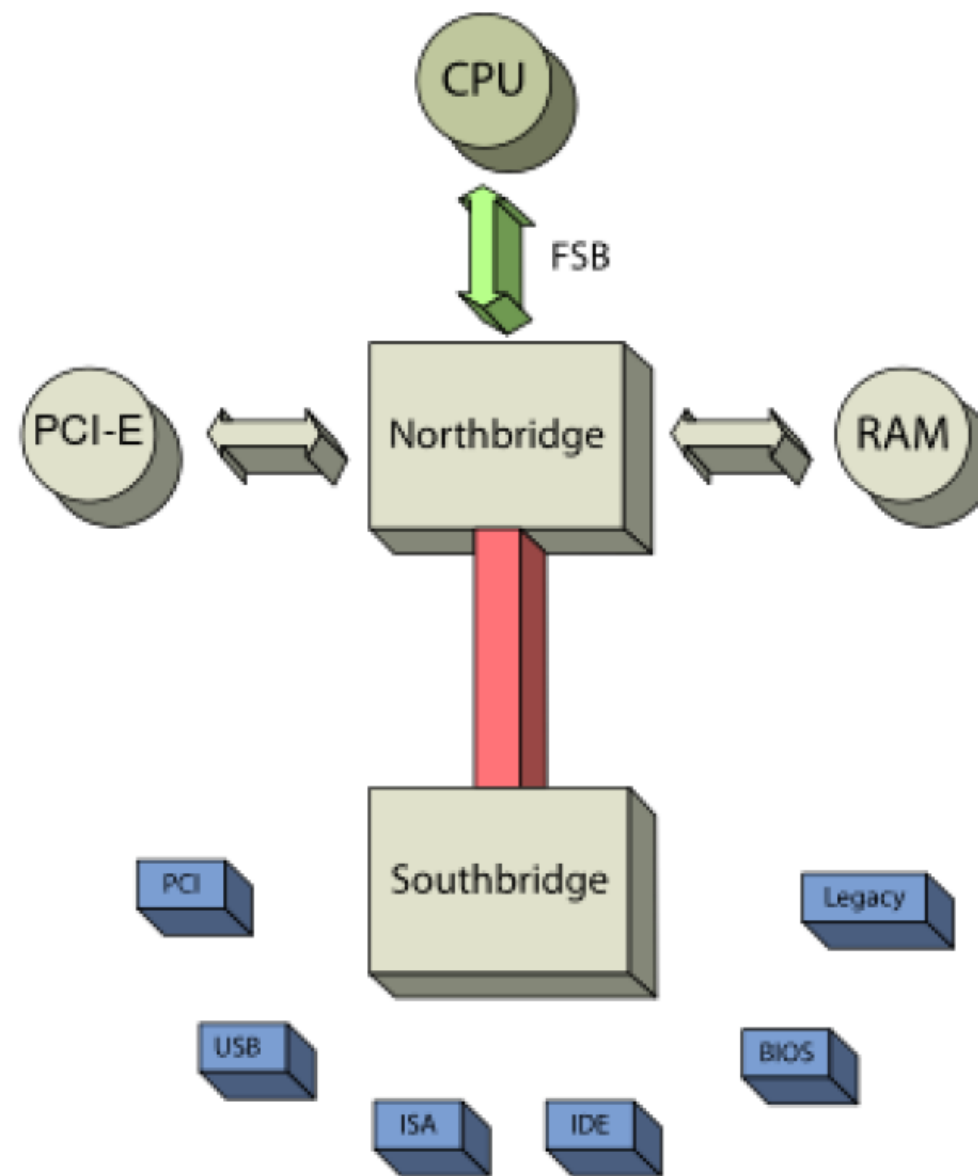 CPU
FSB
PCI-E
Northbridge
RAM
Southbridge
PCI
Legacy
USB
BIOS
ISA
IDE